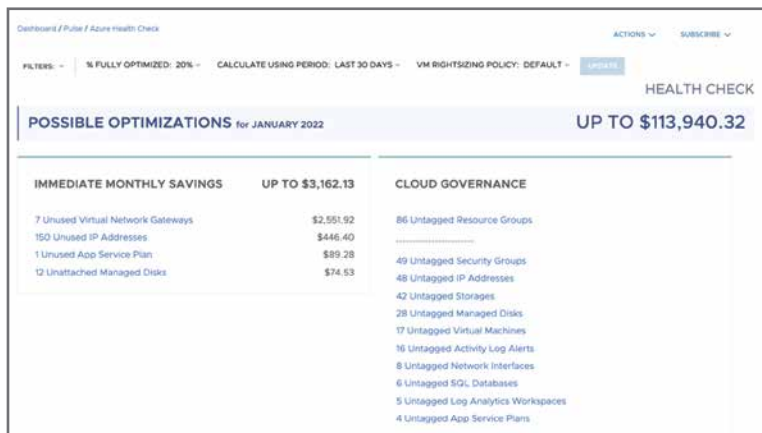 Dashboard / Pulse / Azure Health Check
ACTIONS SUBSCRIBE
FILTERS: % FULLY OPTIMIZED: 20% CALCULATE USING PERIOD: LAST 30 DAYS VM RIGHTSIZING POLICY: DEFAULT UPDATE
HEALTH CHECK
POSSIBLE OPTIMIZATIONS for JANUARY 2022 UP TO $113,940.32
IMMEDIATE MONTHLY SAVINGS UP TO $3,162.13
7 Unused Virtual Network Gateways $2,551.92
150 Unused IP Addresses $446.40
1 Unused App Service Plan $89.28
12 Unattached Managed Disks $74.53
CLOUD GOVERNANCE
86 Untagged Resource Groups
------------------------
49 Untagged Security Groups
48 Untagged IP Addresses
42 Untagged Storages
28 Untagged Managed Disks
17 Untagged Virtual Machines
16 Untagged Activity Log Alerts
8 Untagged Network Interfaces
6 Untagged SQL Databases
5 Untagged Log Analytics Workspaces
4 Untagged App Service Plans